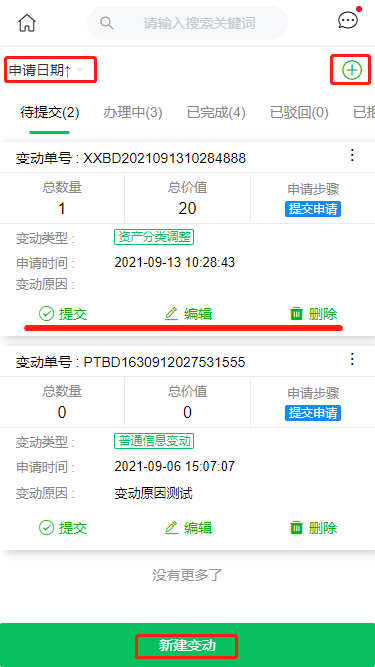 请输入搜索关键词
申请日期↑
待提交(2) 办理中(3) 已完成(4) 已驳回(0)
变动单号 : XXBD2021091310284888
总数量 总价值 申请步骤
1 20 提交申请
变动类型 : 资产分类调整
申请时间 : 2021-09-13 10:28:43
变动原因 :
提交 编辑 删除
变动单号 : PTBD1630912027531555
总数量 总价值 申请步骤
0 0 提交申请
变动类型 : 普通信息变动
申请时间 : 2021-09-06 15:07:07
变动原因 : 变动原因测试
提交 编辑 删除
没有更多了
新建变动